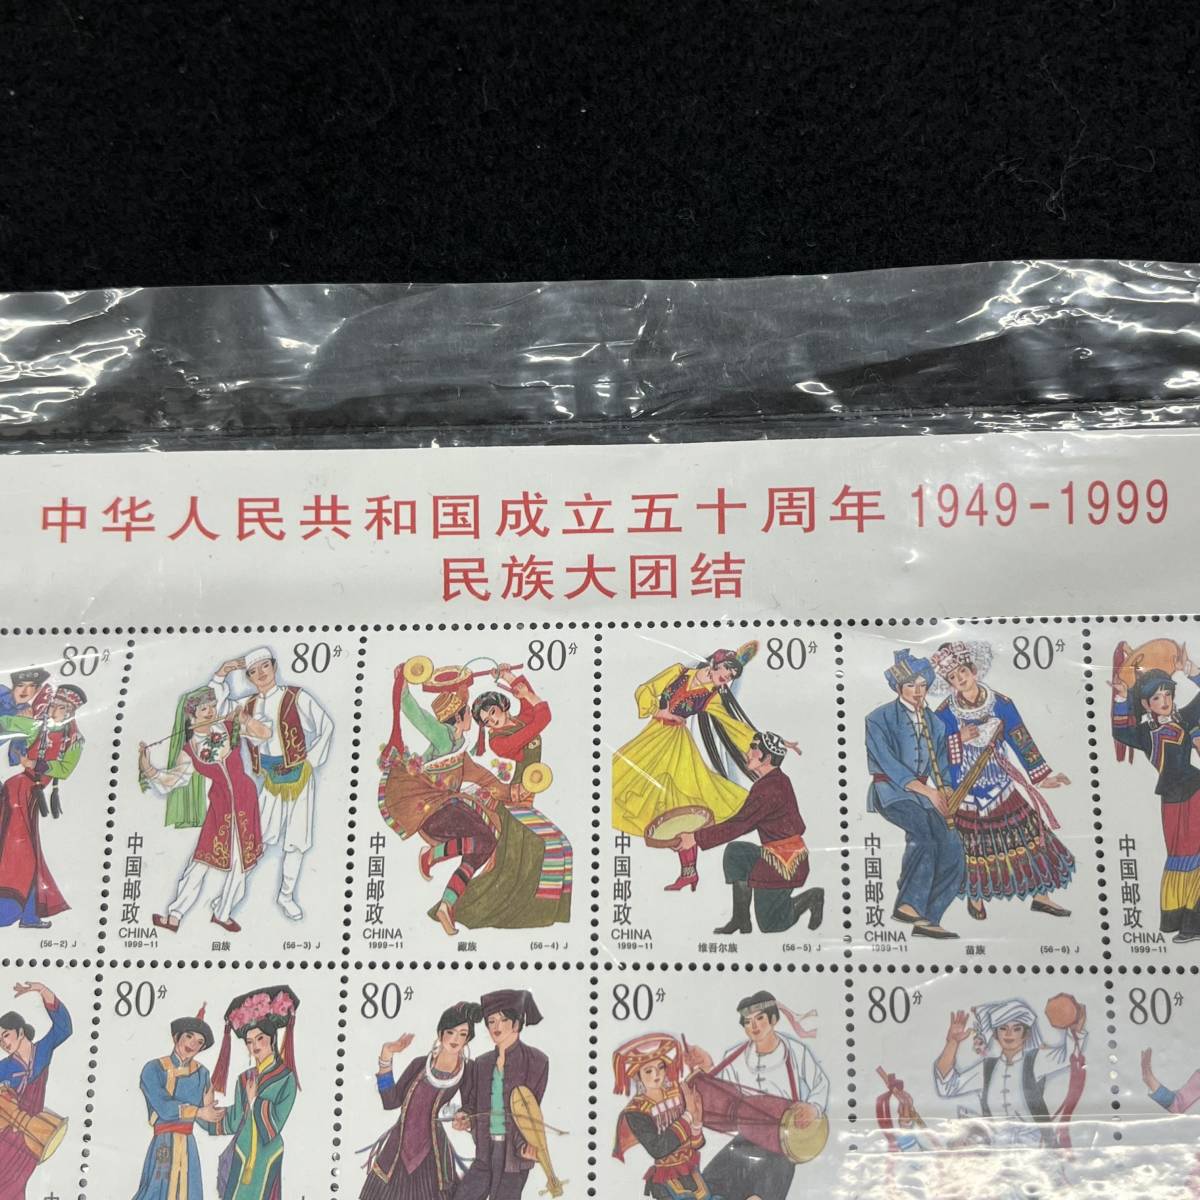 中华人民共和国成立五十周年 1949-1999
民族大团结
80分
(56-2) J
80分
中国邮政
CHINA
1999-11
回族
(56-3) J
80分
中国邮政
CHINA
1999-11
藏族
(56-4) J
80分
中国邮政
CHINA
1999-11
维吾尔族
(56-5) J
80分
中国邮政
CHINA
1999-11
苗族
(56-6) J
中国邮政
CHINA
1999-11
80分
80分
80分
80分
80分
中
中